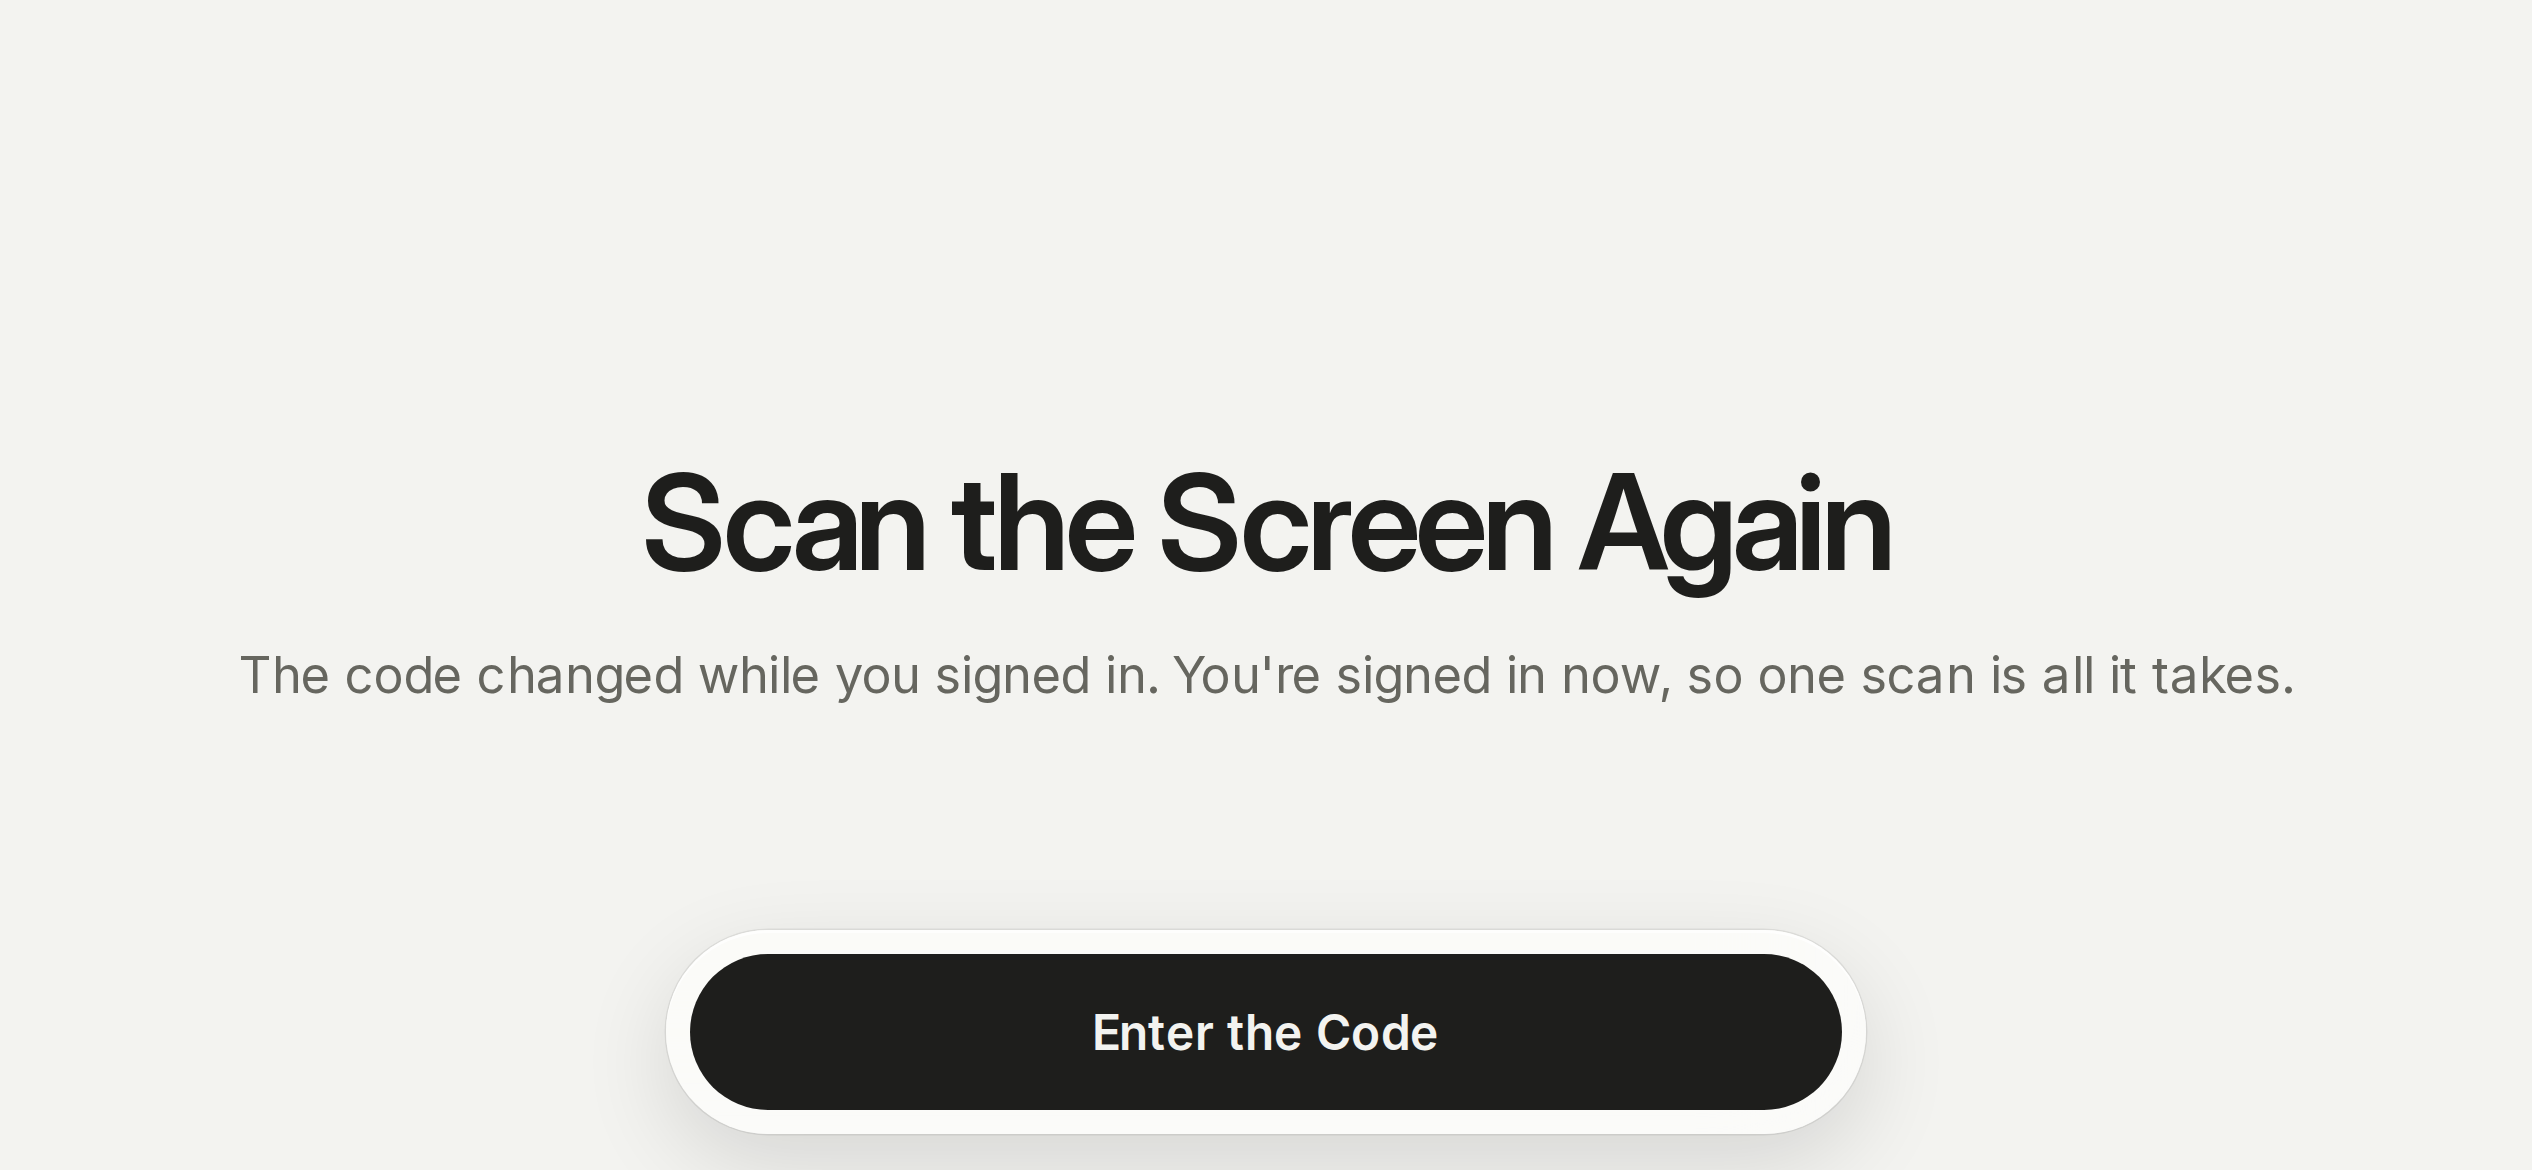 Scan the Screen Again
The code changed while you signed in. You're signed in now, so one scan is all it takes.
Enter the Code